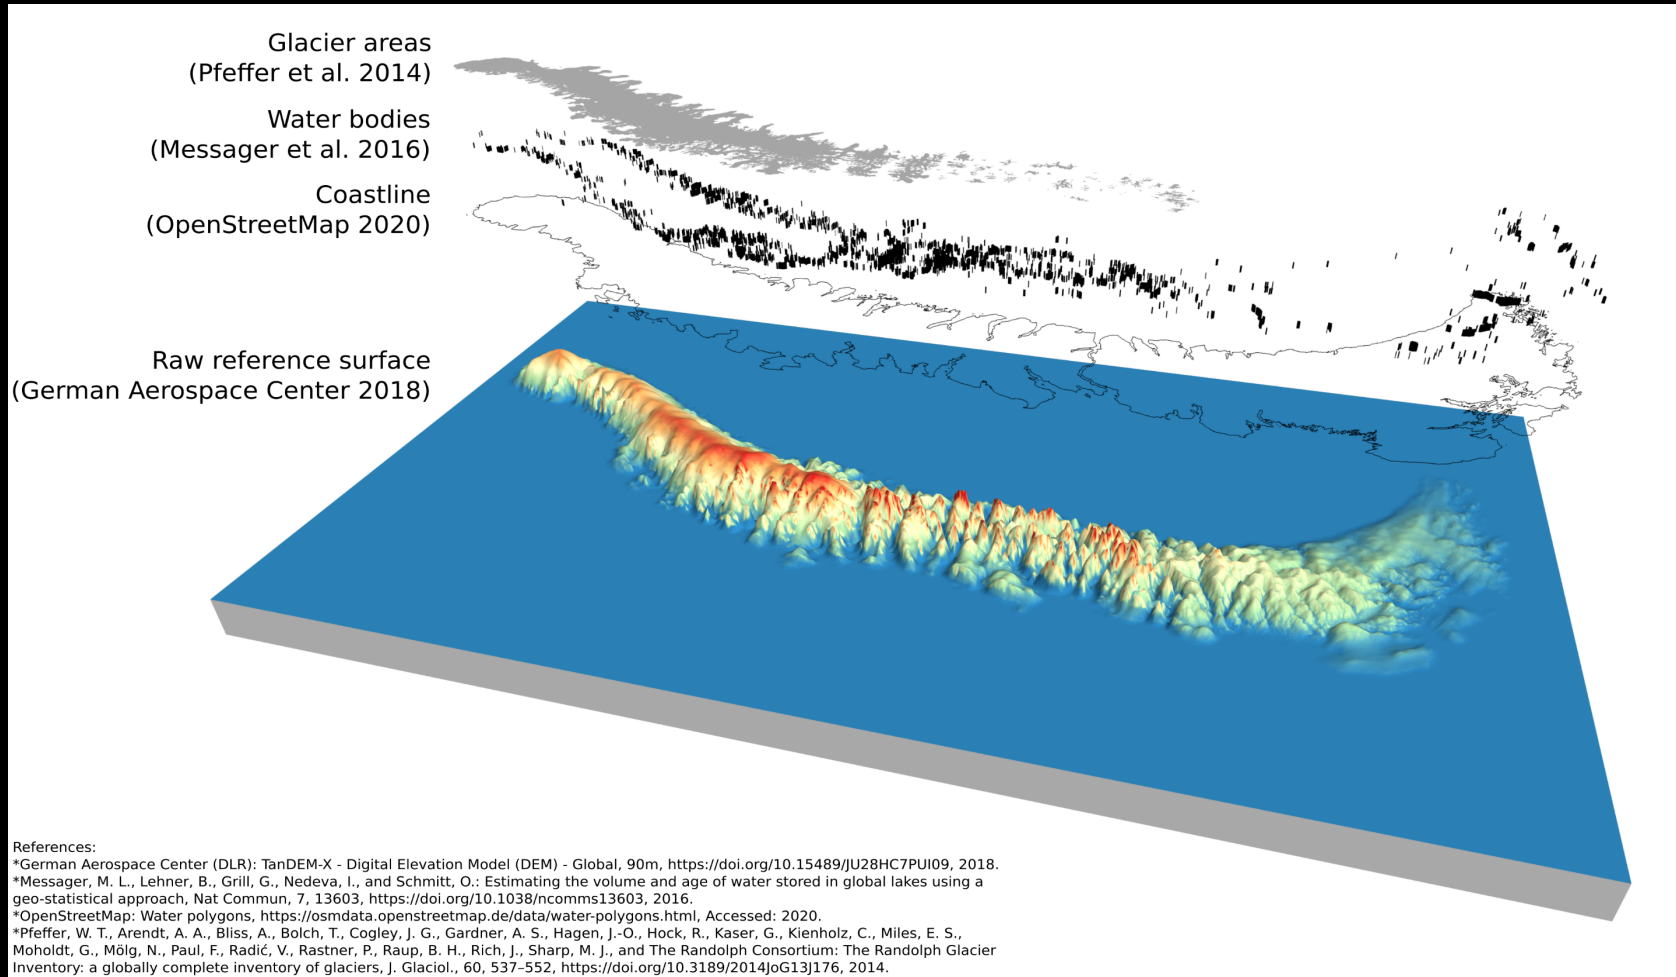 Glacier areas
(Pfeffer et al. 2014)
Water bodies
(Messager et al. 2016)
Coastline
(OpenStreetMap 2020)
Raw reference surface
(German Aerospace Center 2018)
References:
*German Aerospace Center (DLR): TanDEM-X - Digital Elevation Model (DEM) - Global, 90m, https://doi.org/10.15489/JU28HC7PUI09, 2018.
*Messager, M. L., Lehner, B., Grill, G., Nedeva, I., and Schmitt, O.: Estimating the volume and age of water stored in global lakes using a
geo-statistical approach, Nat Commun, 7, 13603, https://doi.org/10.1038/ncomms13603, 2016.
*OpenStreetMap: Water polygons, https://osmdata.openstreetmap.de/data/water-polygons.html, Accessed: 2020.
*Pfeffer, W. T., Arendt, A. A., Bliss, A., Bolch, T., Cogley, J. G., Gardner, A. S., Hagen, J.-O., Hock, R., Kaser, G., Kienholz, C., Miles, E. S.,
Moholdt, G., Mölg, N., Paul, F., Radić, V., Rastner, P., Raup, B. H., Rich, J., Sharp, M. J., and The Randolph Consortium: The Randolph Glacier
Inventory: a globally complete inventory of glaciers, J. Glaciol., 60, 537–552, https://doi.org/10.3189/2014JoG13J176, 2014.